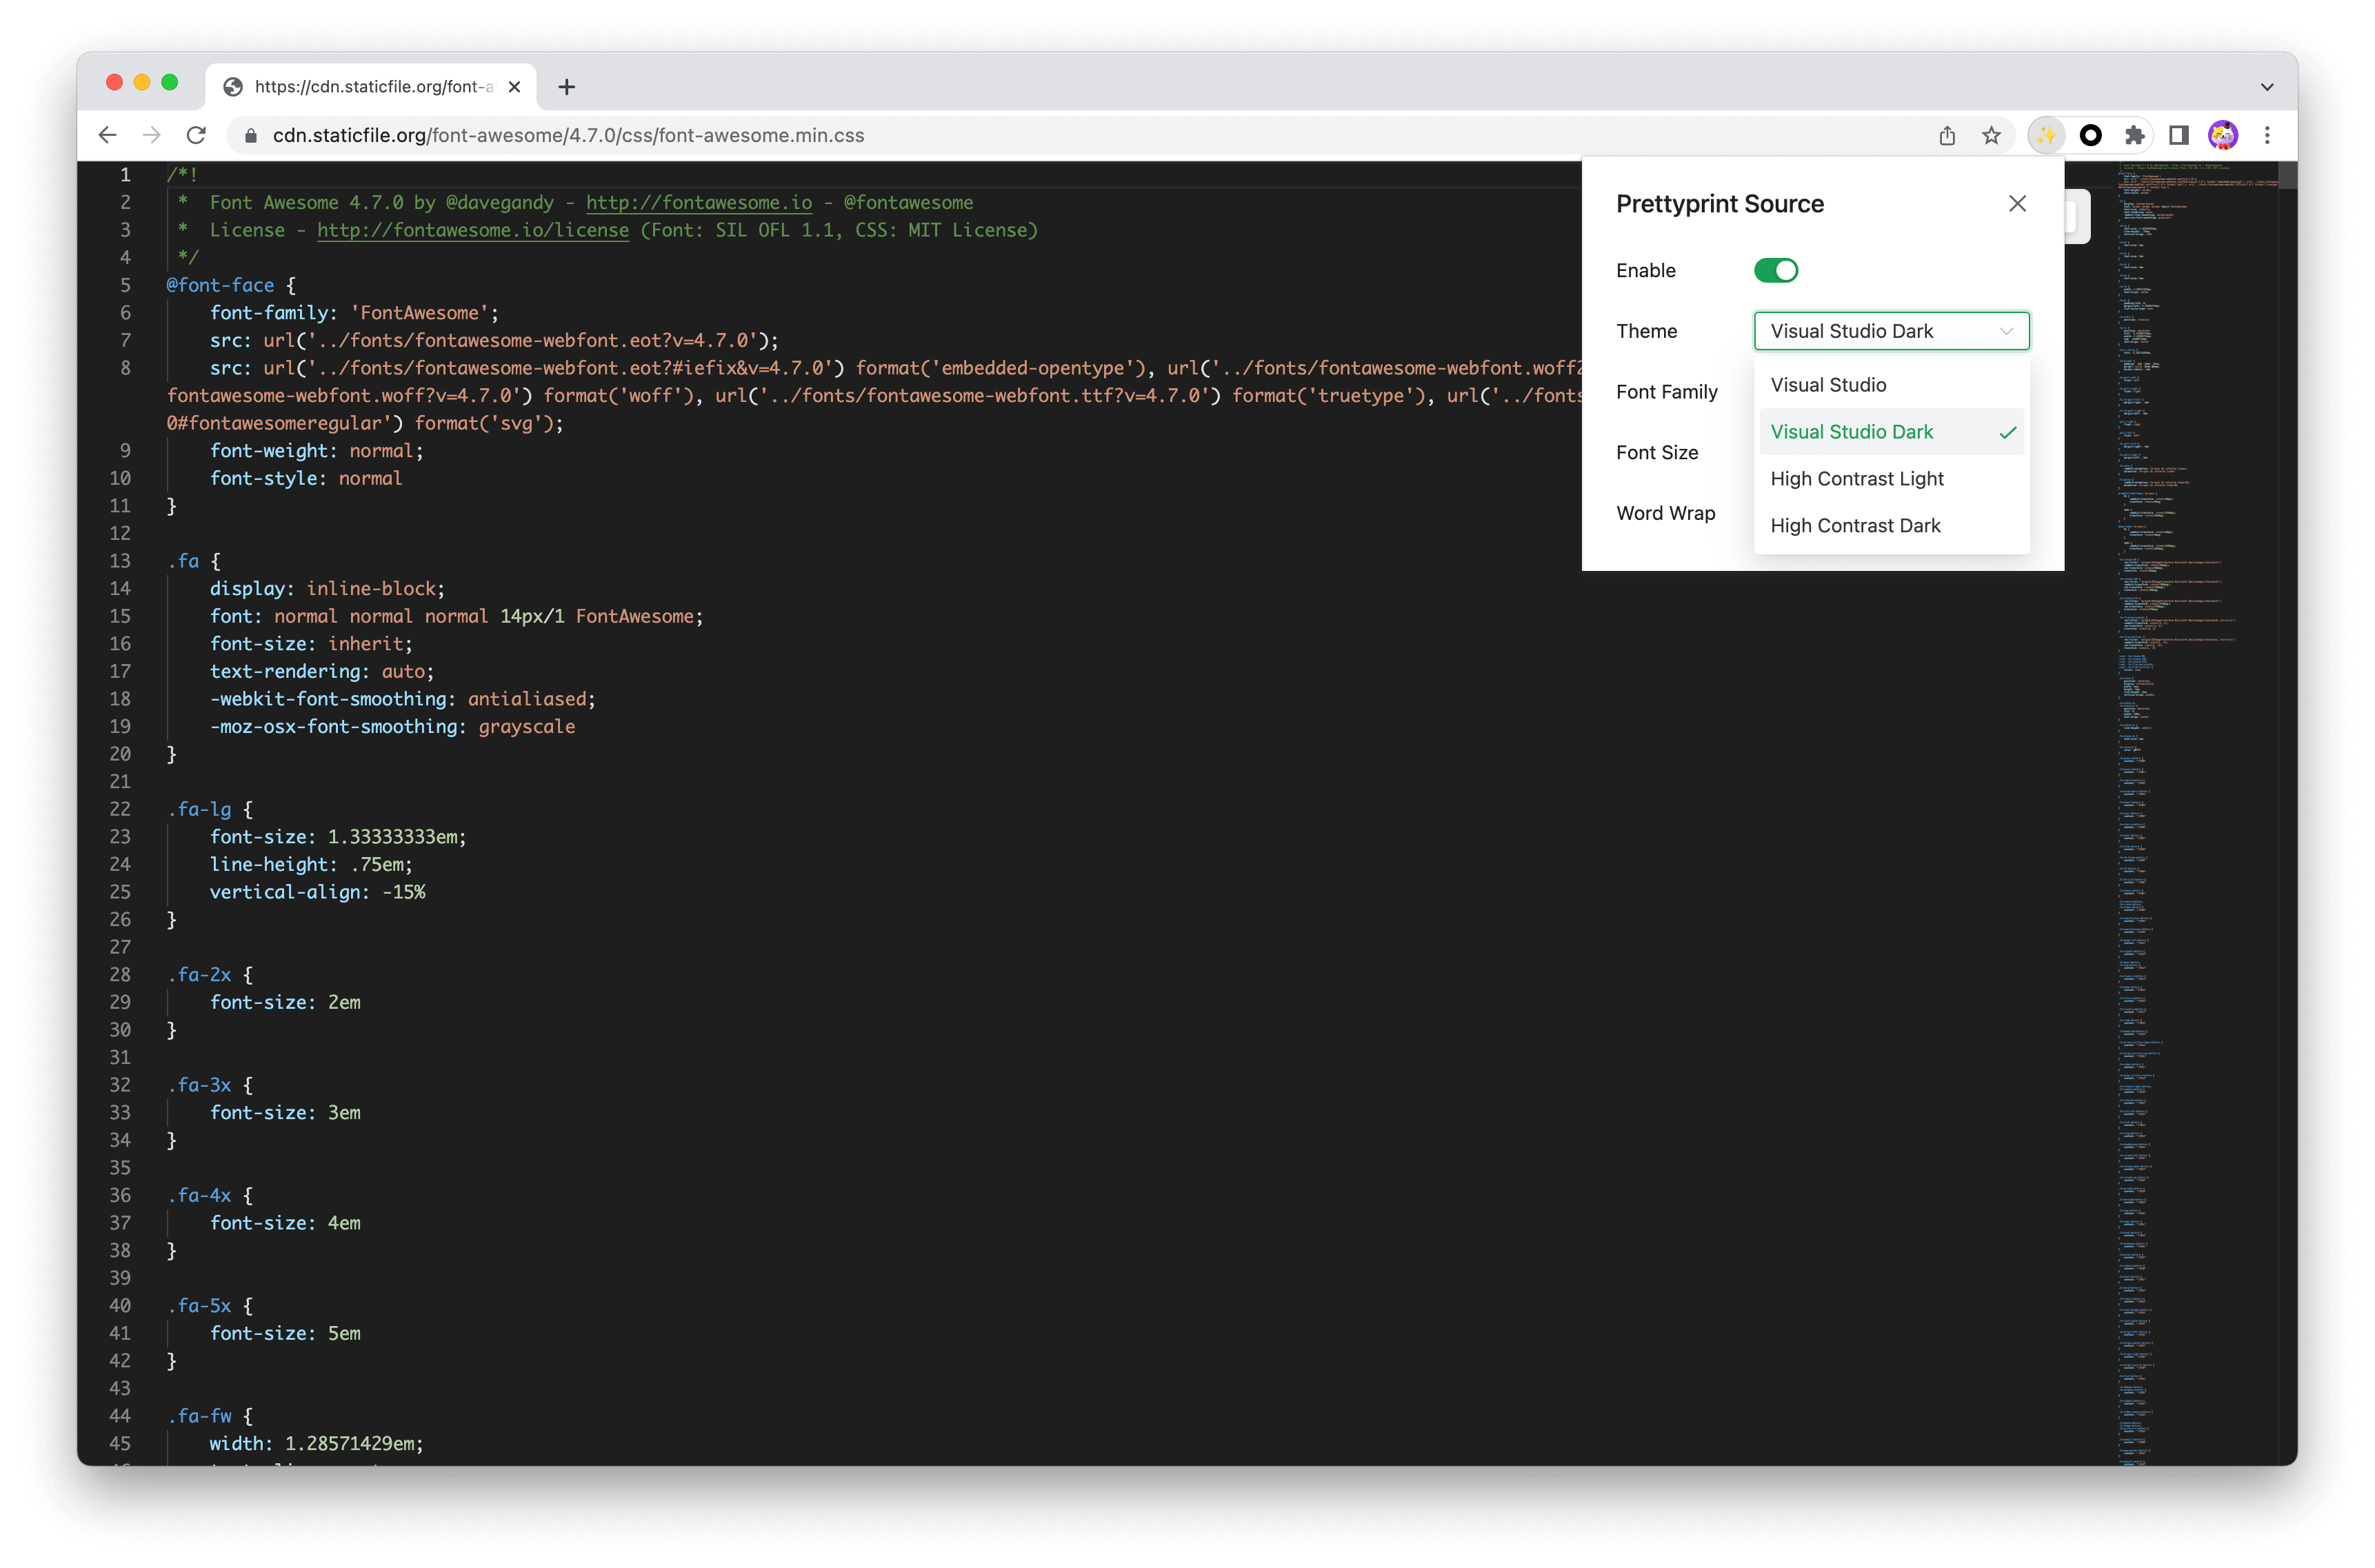 https://cdn.staticfile.org/font-a
cdn.staticfile.org/font-awesome/4.7.0/css/font-awesome.min.css
1 /*!
2 *  Font Awesome 4.7.0 by @davegandy - http://fontawesome.io - @fontawesome
3 *  License - http://fontawesome.io/license (Font: SIL OFL 1.1, CSS: MIT License)
4 */
5 @font-face {
6 font-family: 'FontAwesome';
7 src: url('../fonts/fontawesome-webfont.eot?v=4.7.0');
8 src: url('../fonts/fontawesome-webfont.eot?#iefix&v=4.7.0') format('embedded-opentype'), url('../fonts/fontawesome-webfont.woff2
fontawesome-webfont.woff?v=4.7.0') format('woff'), url('../fonts/fontawesome-webfont.ttf?v=4.7.0') format('truetype'), url('../fonts
0#fontawesomeregular') format('svg');
9 font-weight: normal;
10 font-style: normal
11 }
12
13 .fa {
14 display: inline-block;
15 font: normal normal normal 14px/1 FontAwesome;
16 font-size: inherit;
17 text-rendering: auto;
18 -webkit-font-smoothing: antialiased;
19 -moz-osx-font-smoothing: grayscale
20 }
21
22 .fa-lg {
23 font-size: 1.33333333em;
24 line-height: .75em;
25 vertical-align: -15%
26 }
27
28 .fa-2x {
29 font-size: 2em
30 }
31
32 .fa-3x {
33 font-size: 3em
34 }
35
36 .fa-4x {
37 font-size: 4em
38 }
39
40 .fa-5x {
41 font-size: 5em
42 }
43
44 .fa-fw {
45 width: 1.28571429em;
Prettyprint Source
Enable
Theme Visual Studio Dark
Font Family
Font Size
Word Wrap
Visual Studio
Visual Studio Dark
High Contrast Light
High Contrast Dark